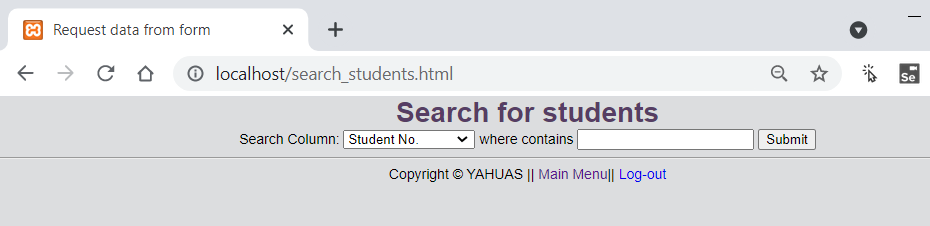 Request data from form
localhost/search_students.html
Se
Search for students
Search Column: Student No. where contains Submit
Copyright © YAHUAS || Main Menu|| Log-out